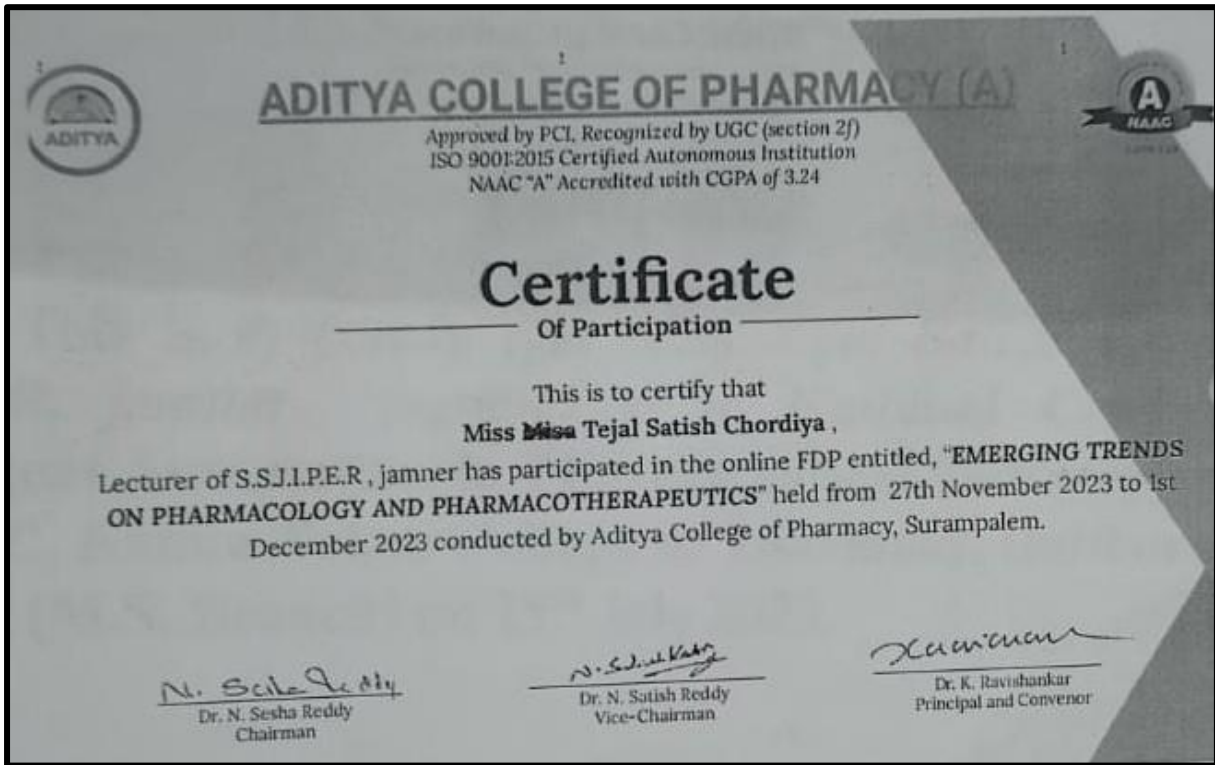 1
1
1
ADITYA
ADITYA COLLEGE OF PHARMACY (A)
A
NAAC
Approved by PCI, Recognized by UGC (section 2f)
ISO 9001:2015 Certified Autonomous Institution
NAAC "A" Accredited with CGPA of 3.24
Certificate
Of Participation
This is to certify that
Miss Misa Tejal Satish Chordiya ,
Lecturer of S.S.J.I.P.E.R , jamner has participated in the online FDP entitled, "EMERGING TRENDS
ON PHARMACOLOGY AND PHARMACOTHERAPEUTICS" held from 27th November 2023 to 1st
December 2023 conducted by Aditya College of Pharmacy, Surampalem.
Dr. N. Sesha Reddy
Chairman
Dr. N. Satish Reddy
Vice-Chairman
Dr. K. Ravishankar
Principal and Convenor